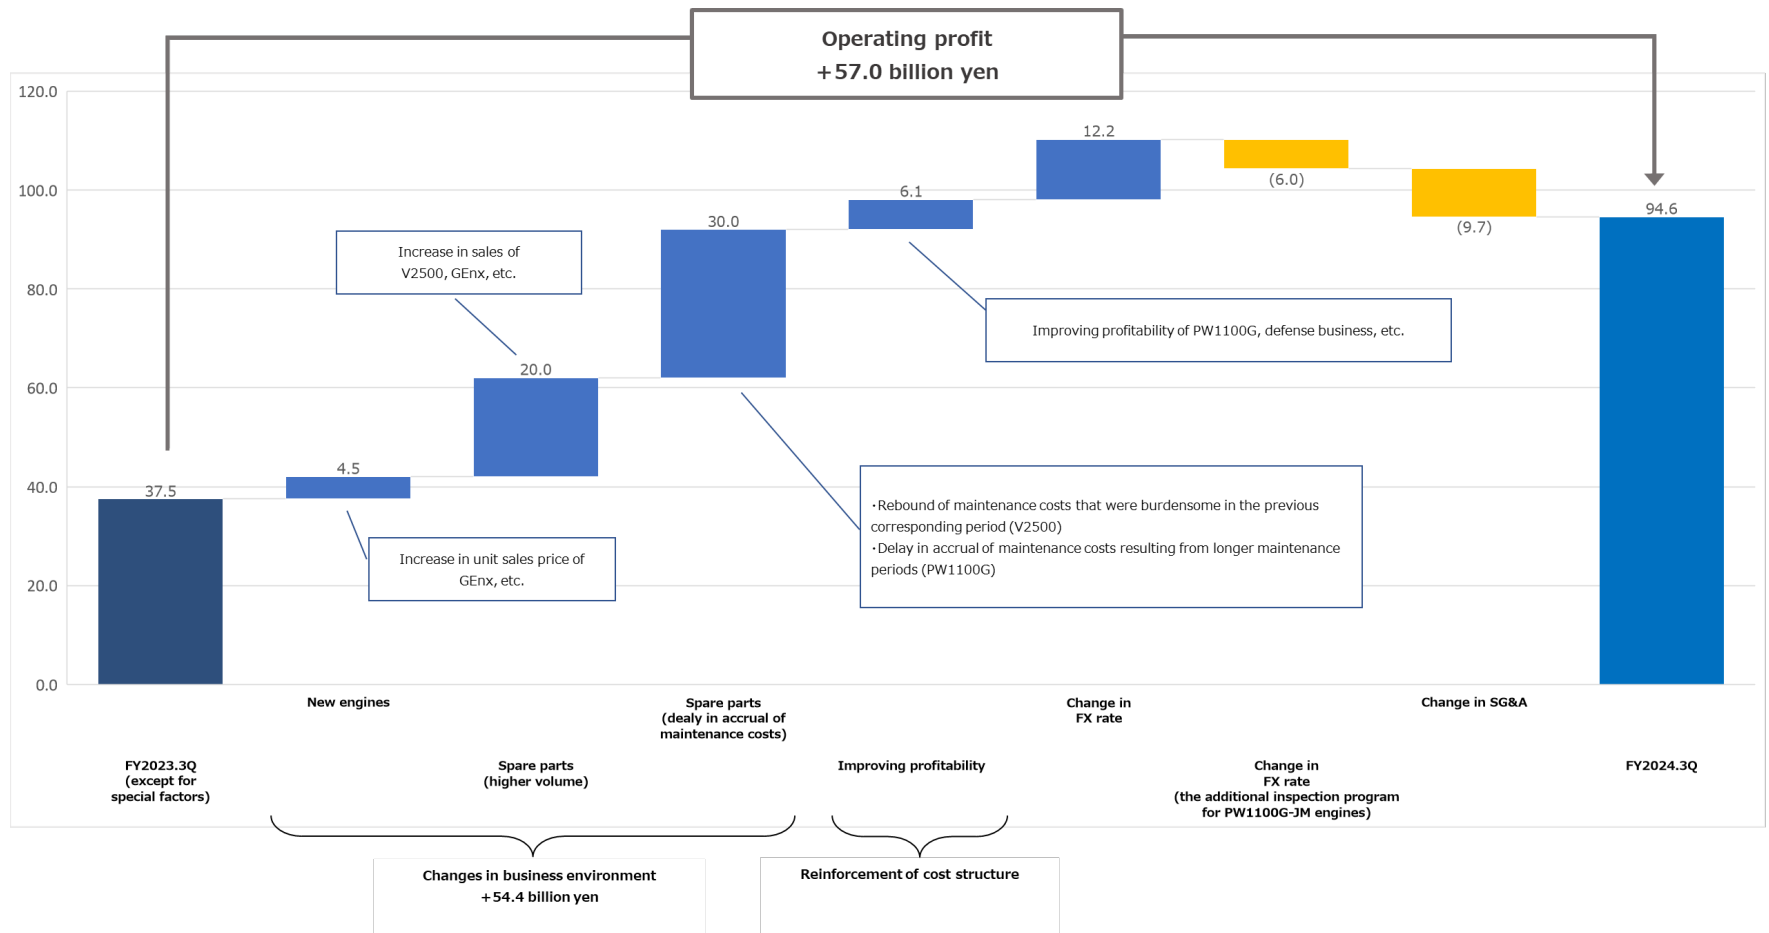 Operating profit
+57.0 billion yen
120.0
100.0
80.0
60.0
40.0
20.0
0.0
37.5
4.5
20.0
30.0
6.1
12.2
(6.0)
(9.7)
94.6
Increase in sales of
V2500, GEnx, etc.
Improving profitability of PW1100G, defense business, etc.
・Rebound of maintenance costs that were burdensome in the previous
corresponding period (V2500)
・Delay in accrual of maintenance costs resulting from longer maintenance
periods (PW1100G)
Increase in unit sales price of
GEnx, etc.
New engines
Spare parts
(dealy in accrual of
maintenance costs)
Change in
FX rate
Change in SG&A
FY2023.3Q
(except for
special factors)
Spare parts
(higher volume)
Improving profitability
Change in
FX rate
(the additional inspection program
for PW1100G-JM engines)
FY2024.3Q
Changes in business environment
+54.4 billion yen
Reinforcement of cost structure